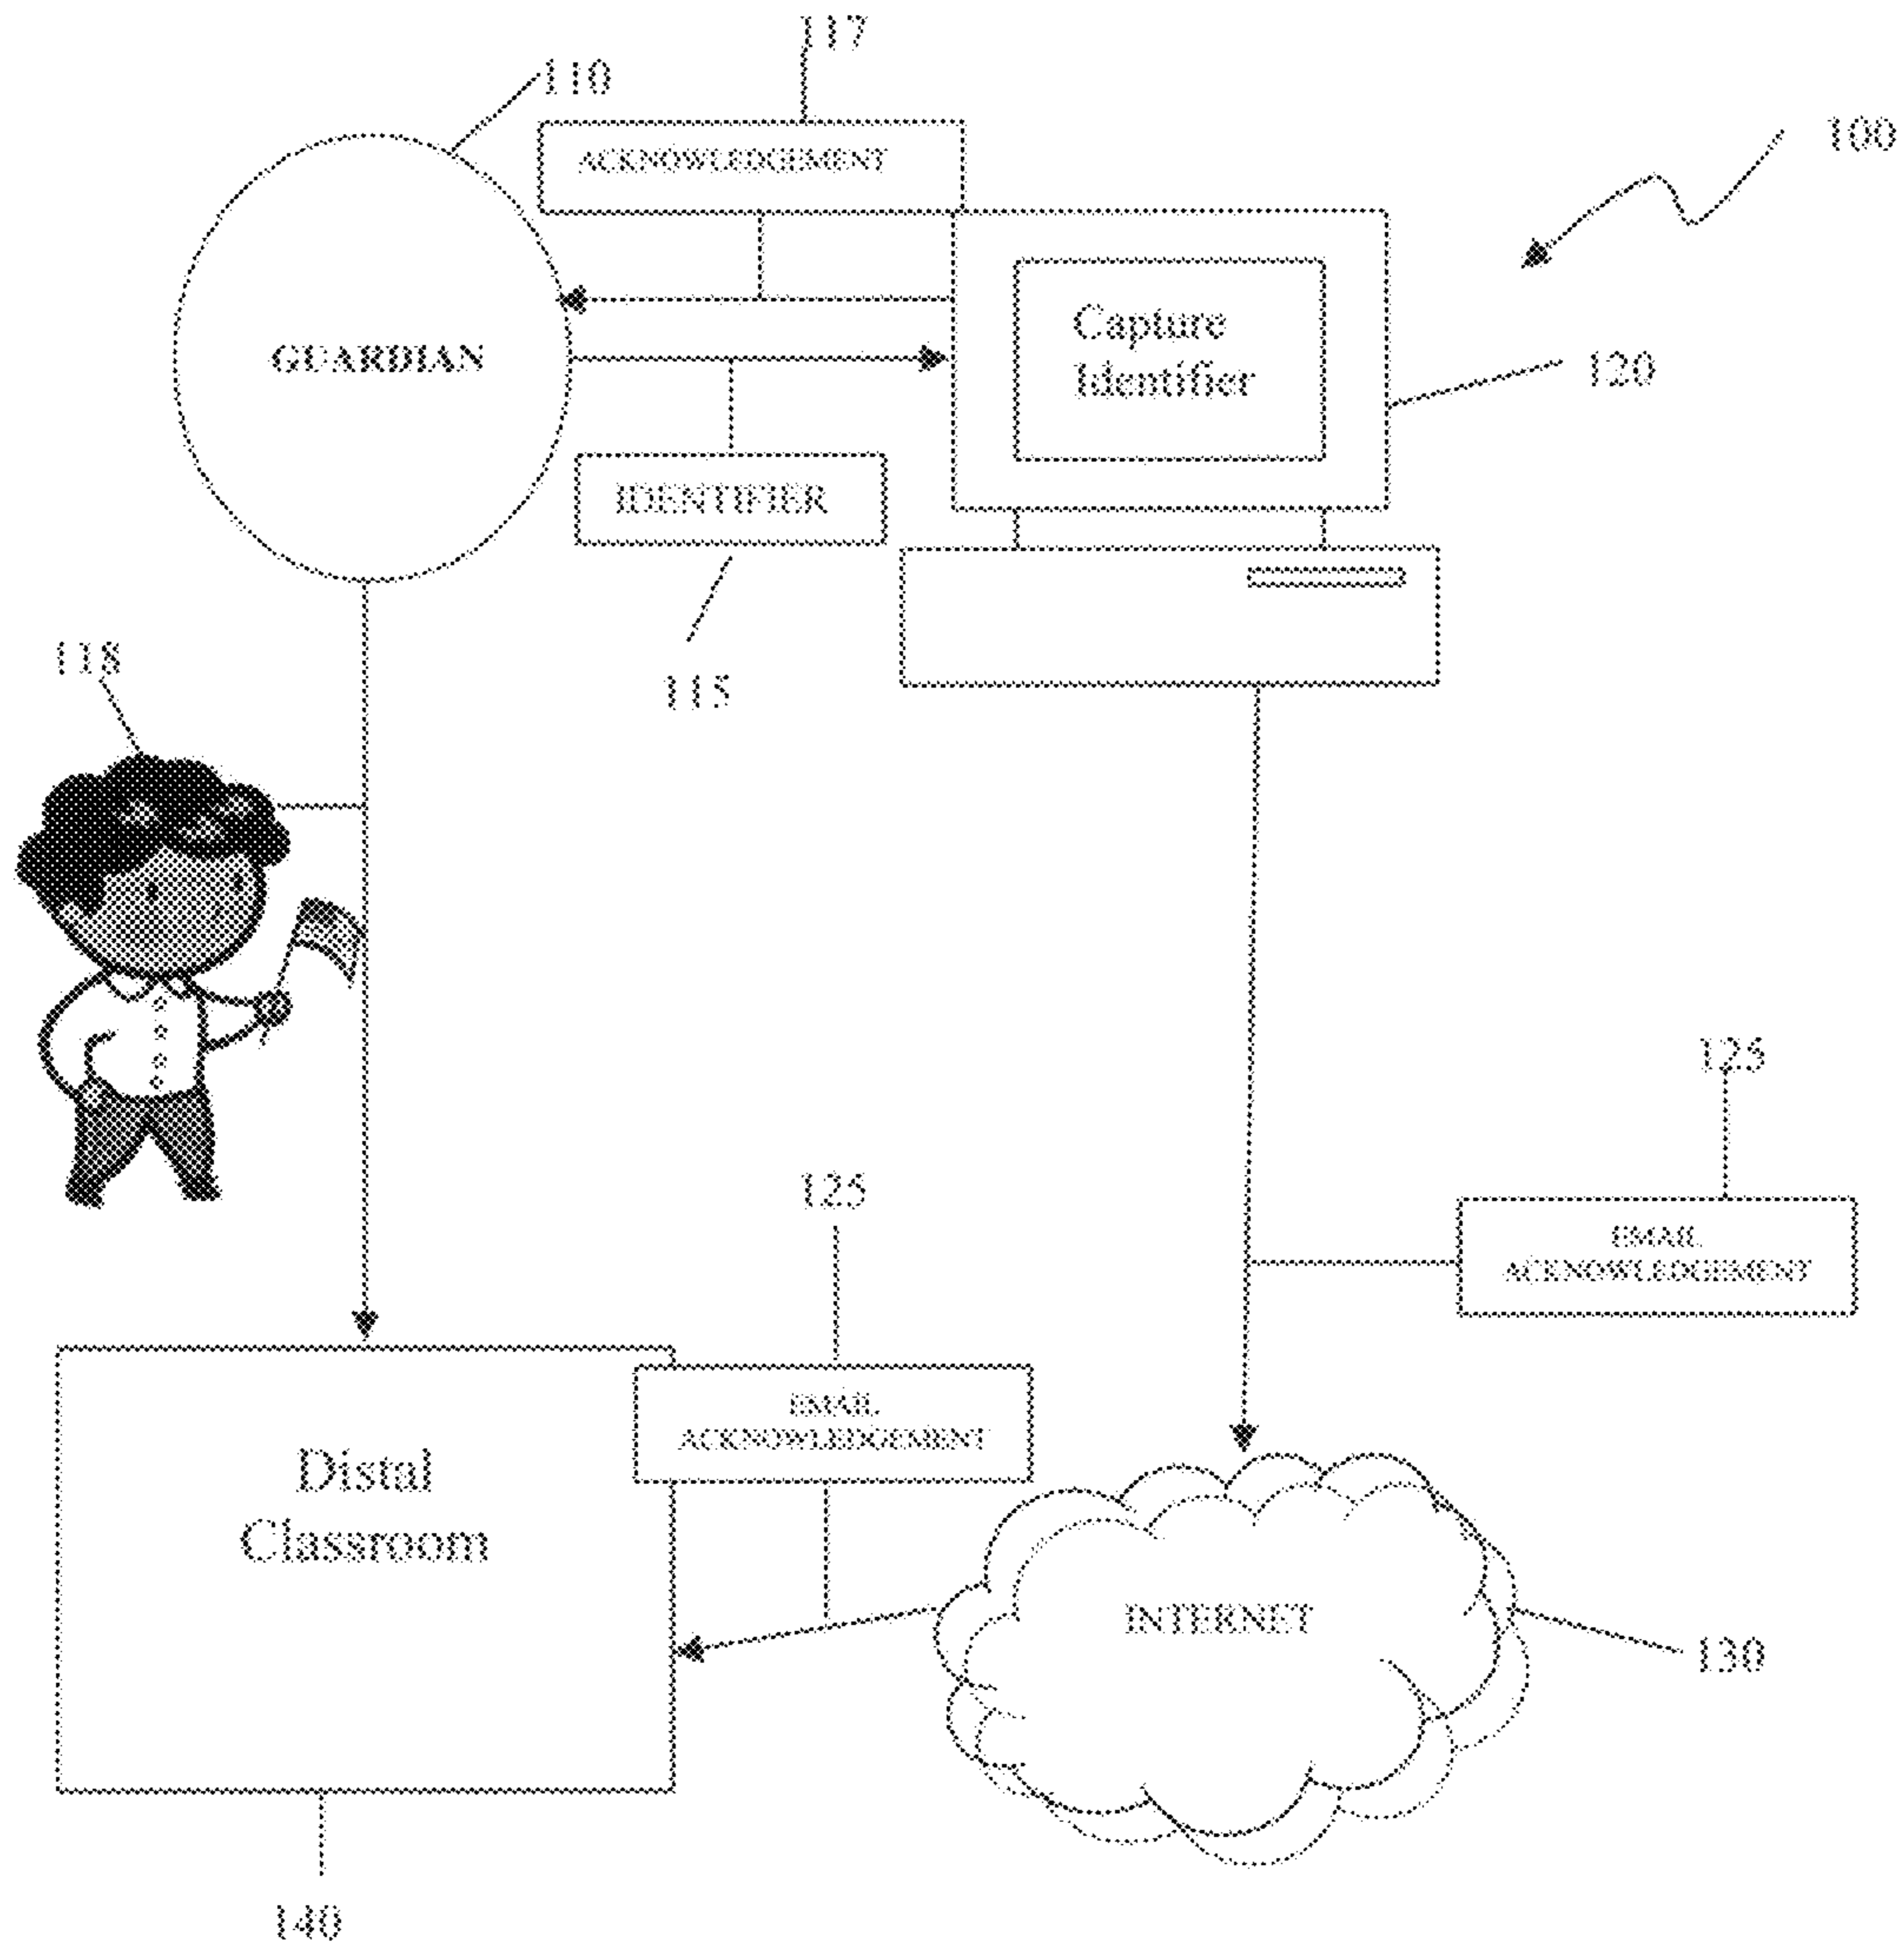 117
110
100
ACKNOWLEDGEMENT
Capture
Identifier
GUARDIAN
120
IDENTIFIER
118
115
125
125
EMAIL
ACKNOWLEDGEMENT
EMAIL
ACKNOWLEDGEMENT
Distal
Classroom
INTERNET
130
140